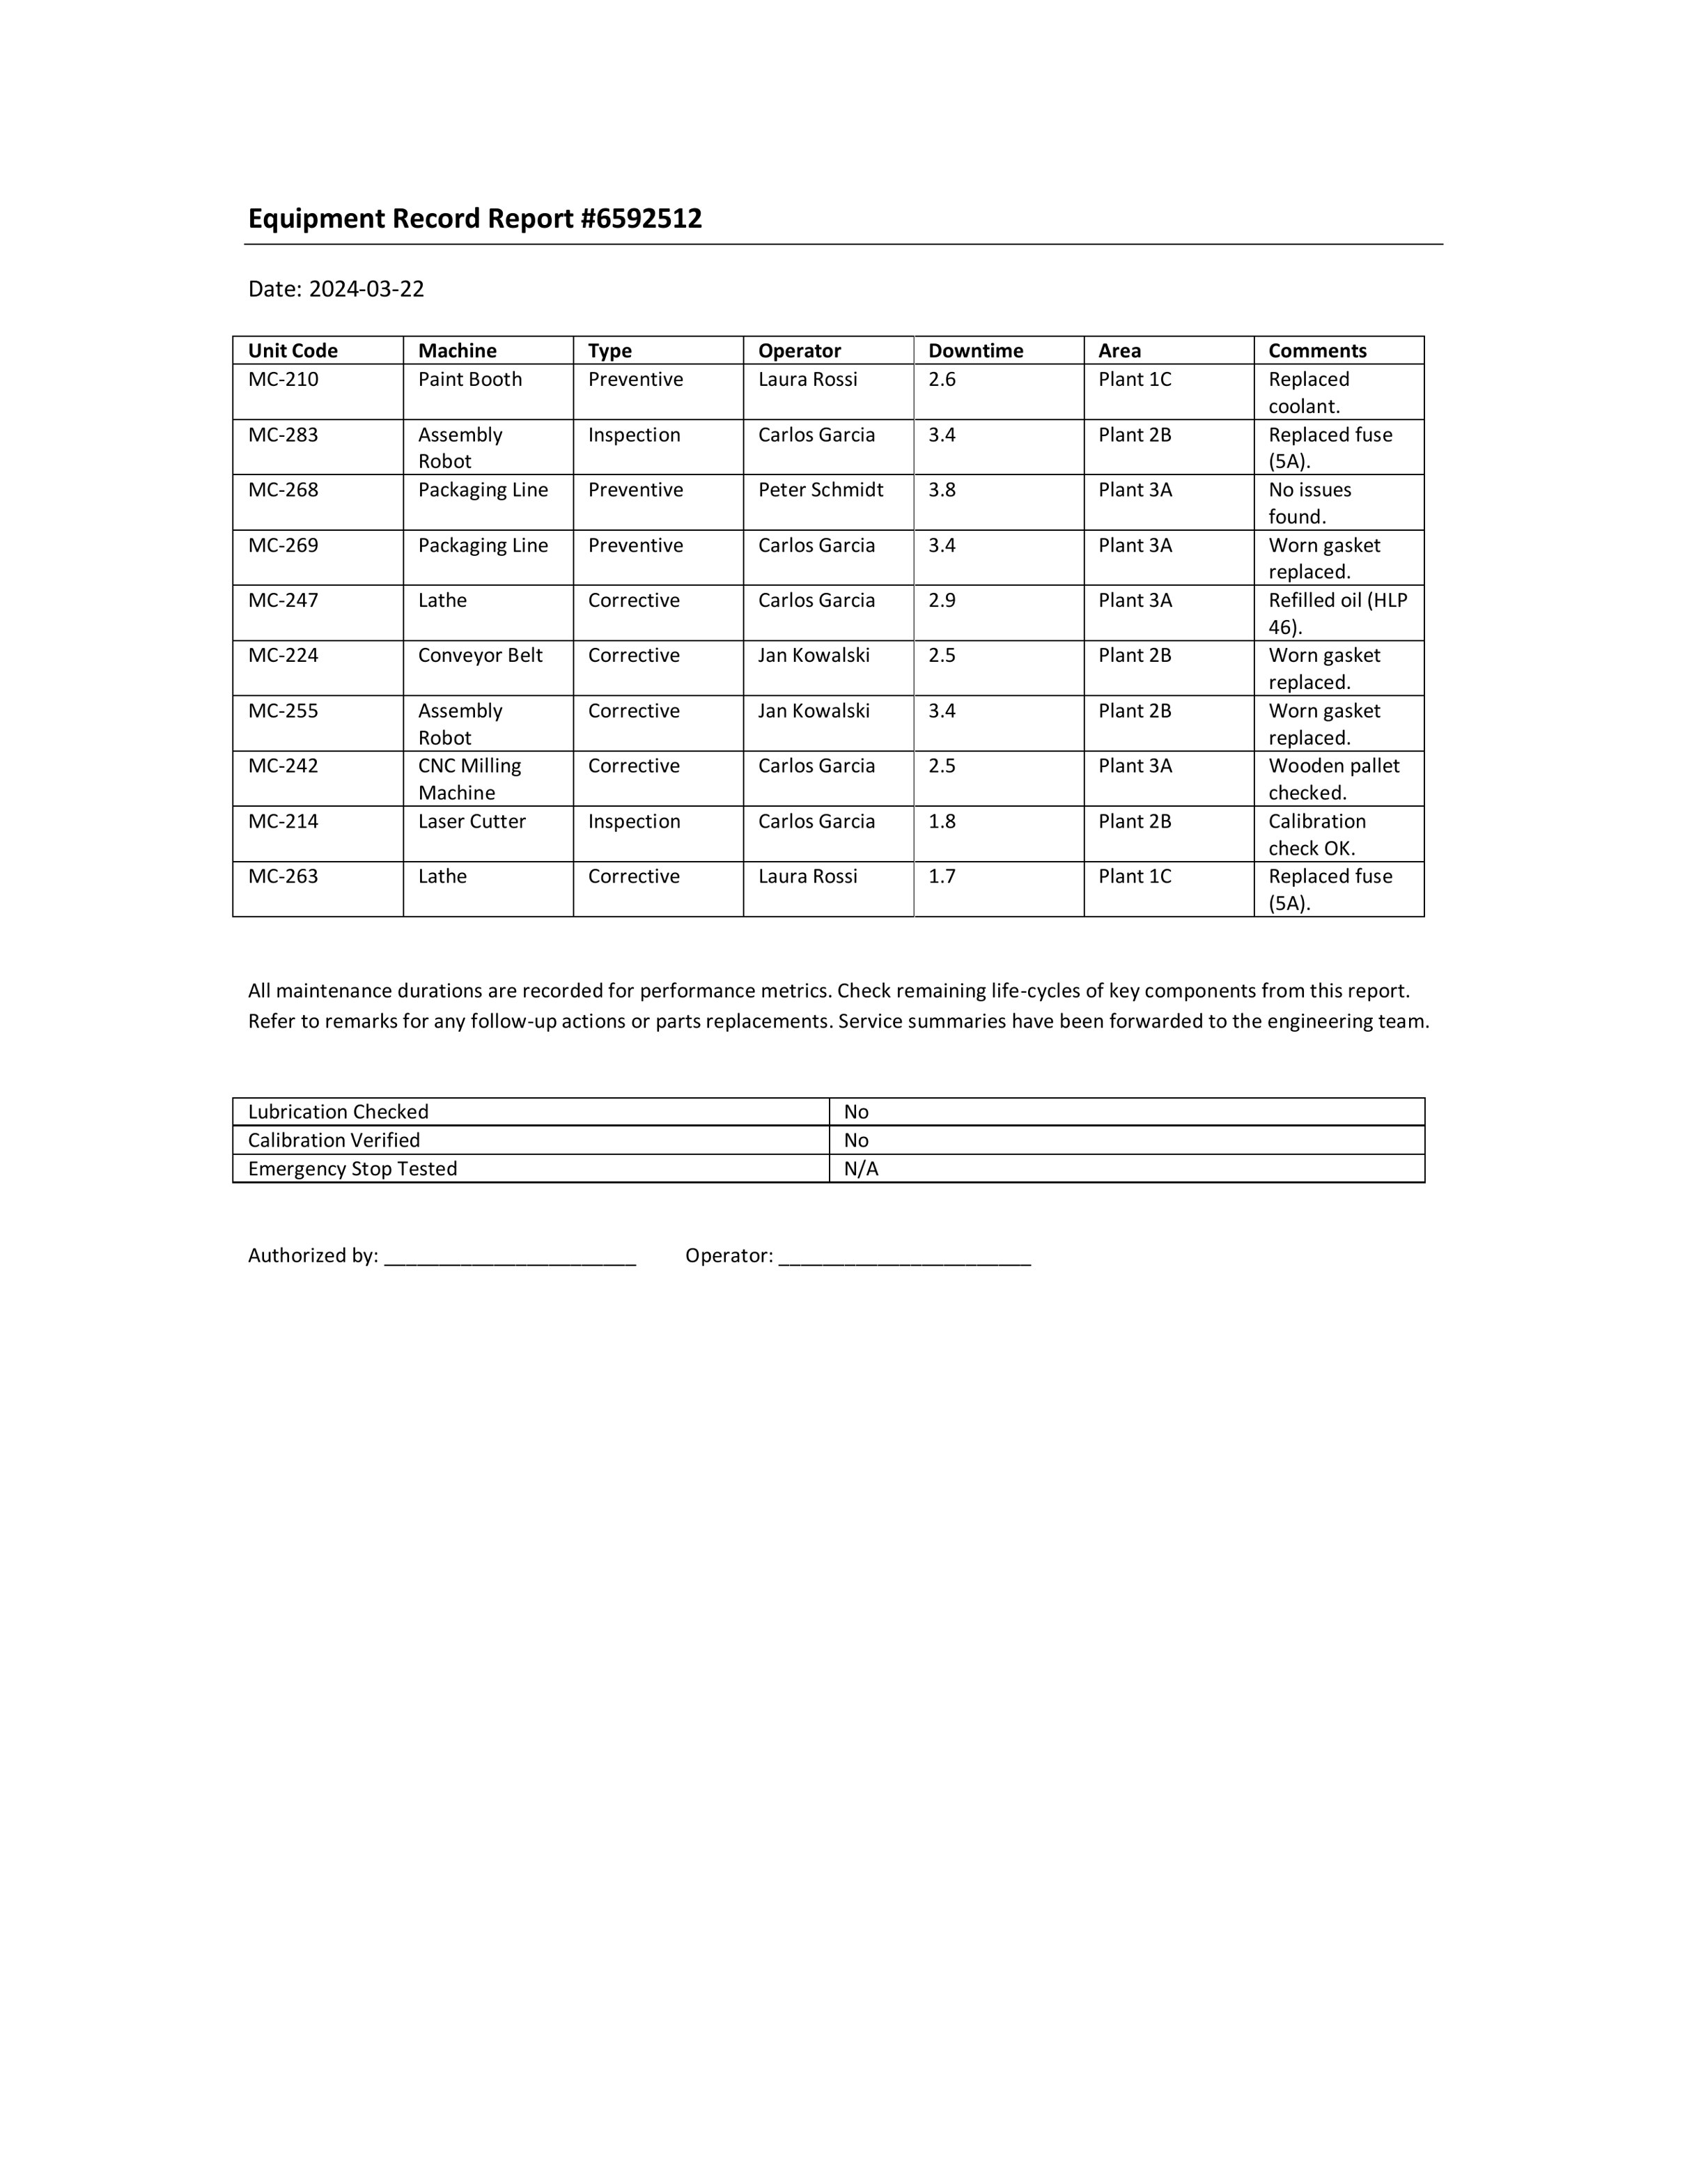 Equipment Record Report #6592512
Date: 2024-03-22
Unit Code Machine Type Operator Downtime Area Comments
MC-210 Paint Booth Preventive Laura Rossi 2.6 Plant 1C Replaced
coolant.
MC-283 Assembly Inspection Carlos Garcia 3.4 Plant 2B Replaced fuse
Robot (5A).
MC-268 Packaging Line Preventive Peter Schmidt 3.8 Plant 3A No issues
found.
MC-269 Packaging Line Preventive Carlos Garcia 3.4 Plant 3A Worn gasket
replaced.
MC-247 Lathe Corrective Carlos Garcia 2.9 Plant 3A Refilled oil (HLP
46).
MC-224 Conveyor Belt Corrective Jan Kowalski 2.5 Plant 2B Worn gasket
replaced.
MC-255 Assembly Corrective Jan Kowalski 3.4 Plant 2B Worn gasket
Robot replaced.
MC-242 CNC Milling Corrective Carlos Garcia 2.5 Plant 3A Wooden pallet
Machine checked.
MC-214 Laser Cutter Inspection Carlos Garcia 1.8 Plant 2B Calibration
check OK.
MC-263 Lathe Corrective Laura Rossi 1.7 Plant 1C Replaced fuse
(5A).
All maintenance durations are recorded for performance metrics. Check remaining life-cycles of key components from this report.
Refer to remarks for any follow-up actions or parts replacements. Service summaries have been forwarded to the engineering team.
Lubrication Checked No
Calibration Verified No
Emergency Stop Tested N/A
Authorized by: _______________________ Operator: _______________________